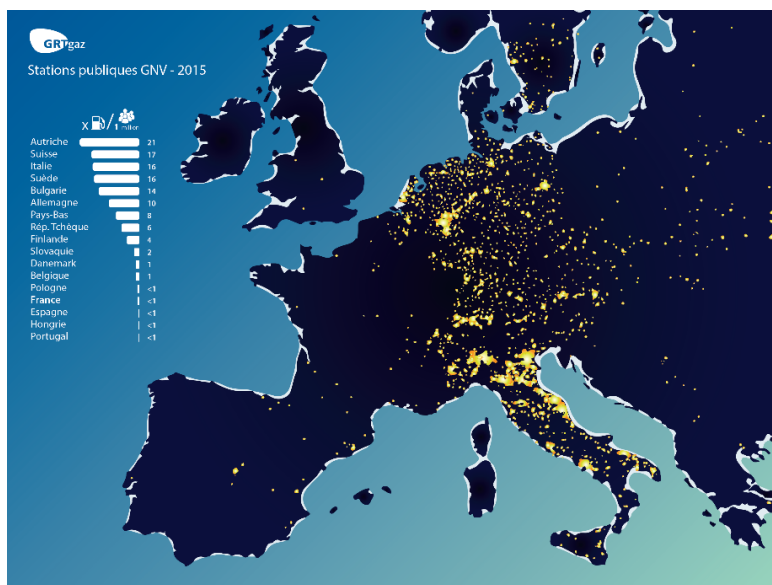 GRTgaz
Stations publiques GNV - 2015
x / 1 millier
Autriche 21
Suisse 17
Italie 16
Suède 16
Bulgarie 14
Allemagne 10
Pays-Bas 8
Rép. Tchèque 6
Finlande 4
Slovaquie 2
Danemark 1
Belgique 1
Pologne <1
France <1
Espagne <1
Hongrie <1
Portugal <1